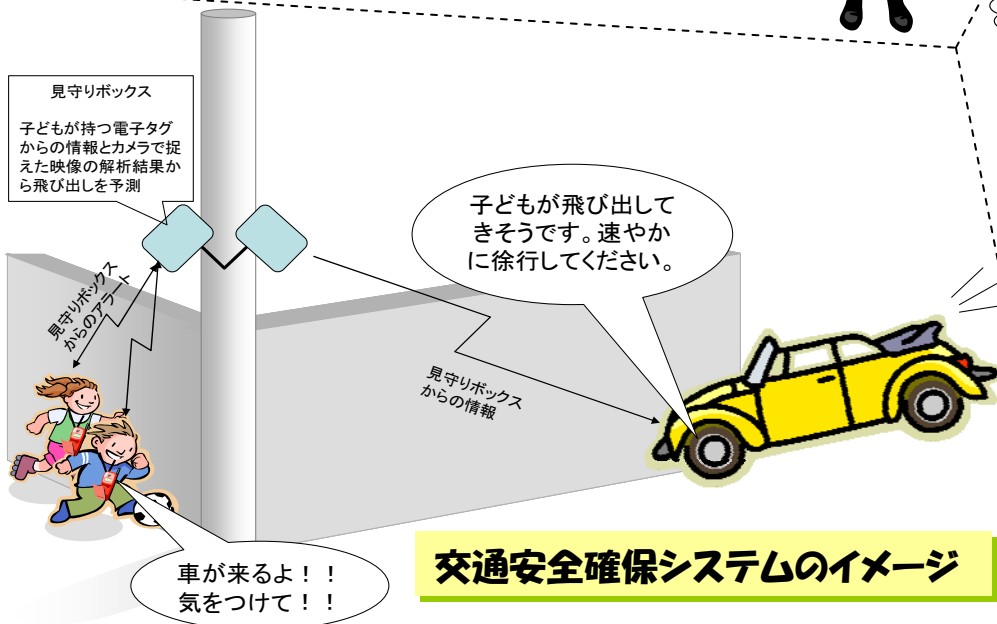 見守りボックス
子どもが持つ電子タグ
からの情報とカメラで捉
えた映像の解析結果か
ら飛び出しを予測
子どもが飛び出して
きそうです。速やか
に徐行してください。
見守りボックス
からのアラート
見守りボックス
からの情報
車が来るよ！！
気をつけて！！
交通安全確保システムのイメージ